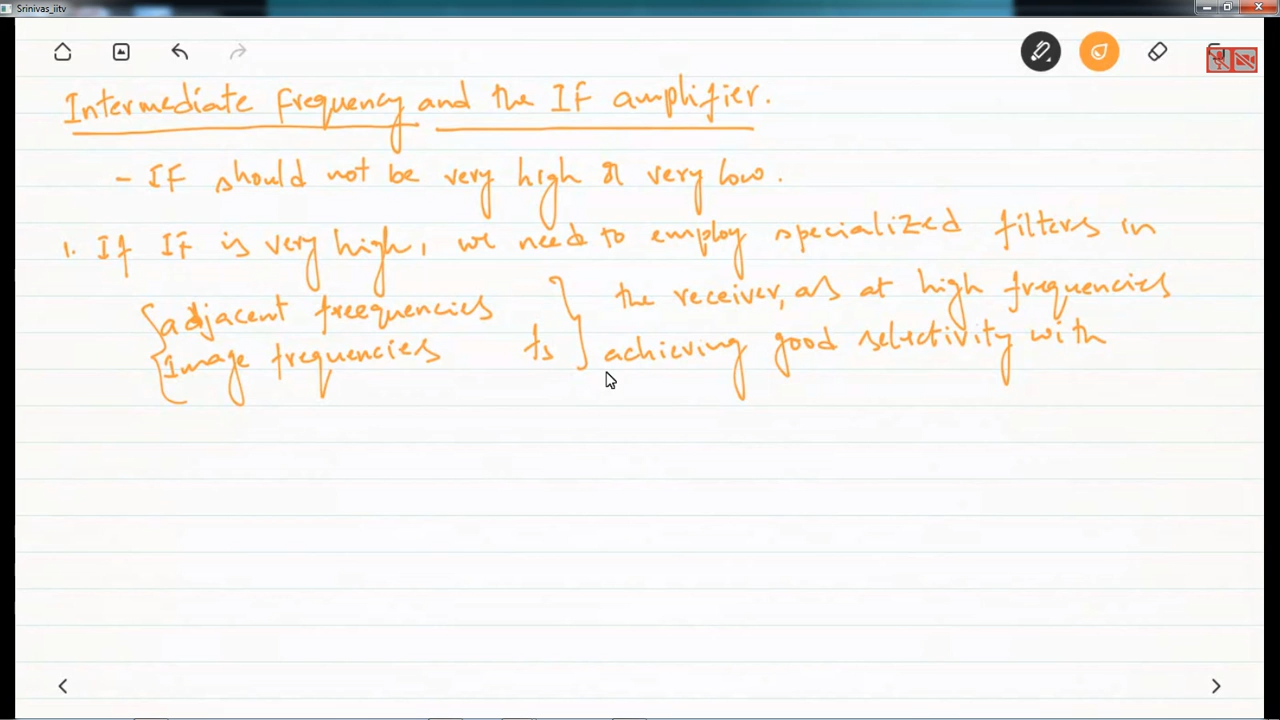 Srinivas_iitv
Intermediate frequency and the IF amplifier.
- IF should not be very high or very low.
1. If IF is very high, we need to employ specialized filters in
the receiver, as at high frequencies
adjacent freequencies
achieving good selectivity with
Image frequencies
fs